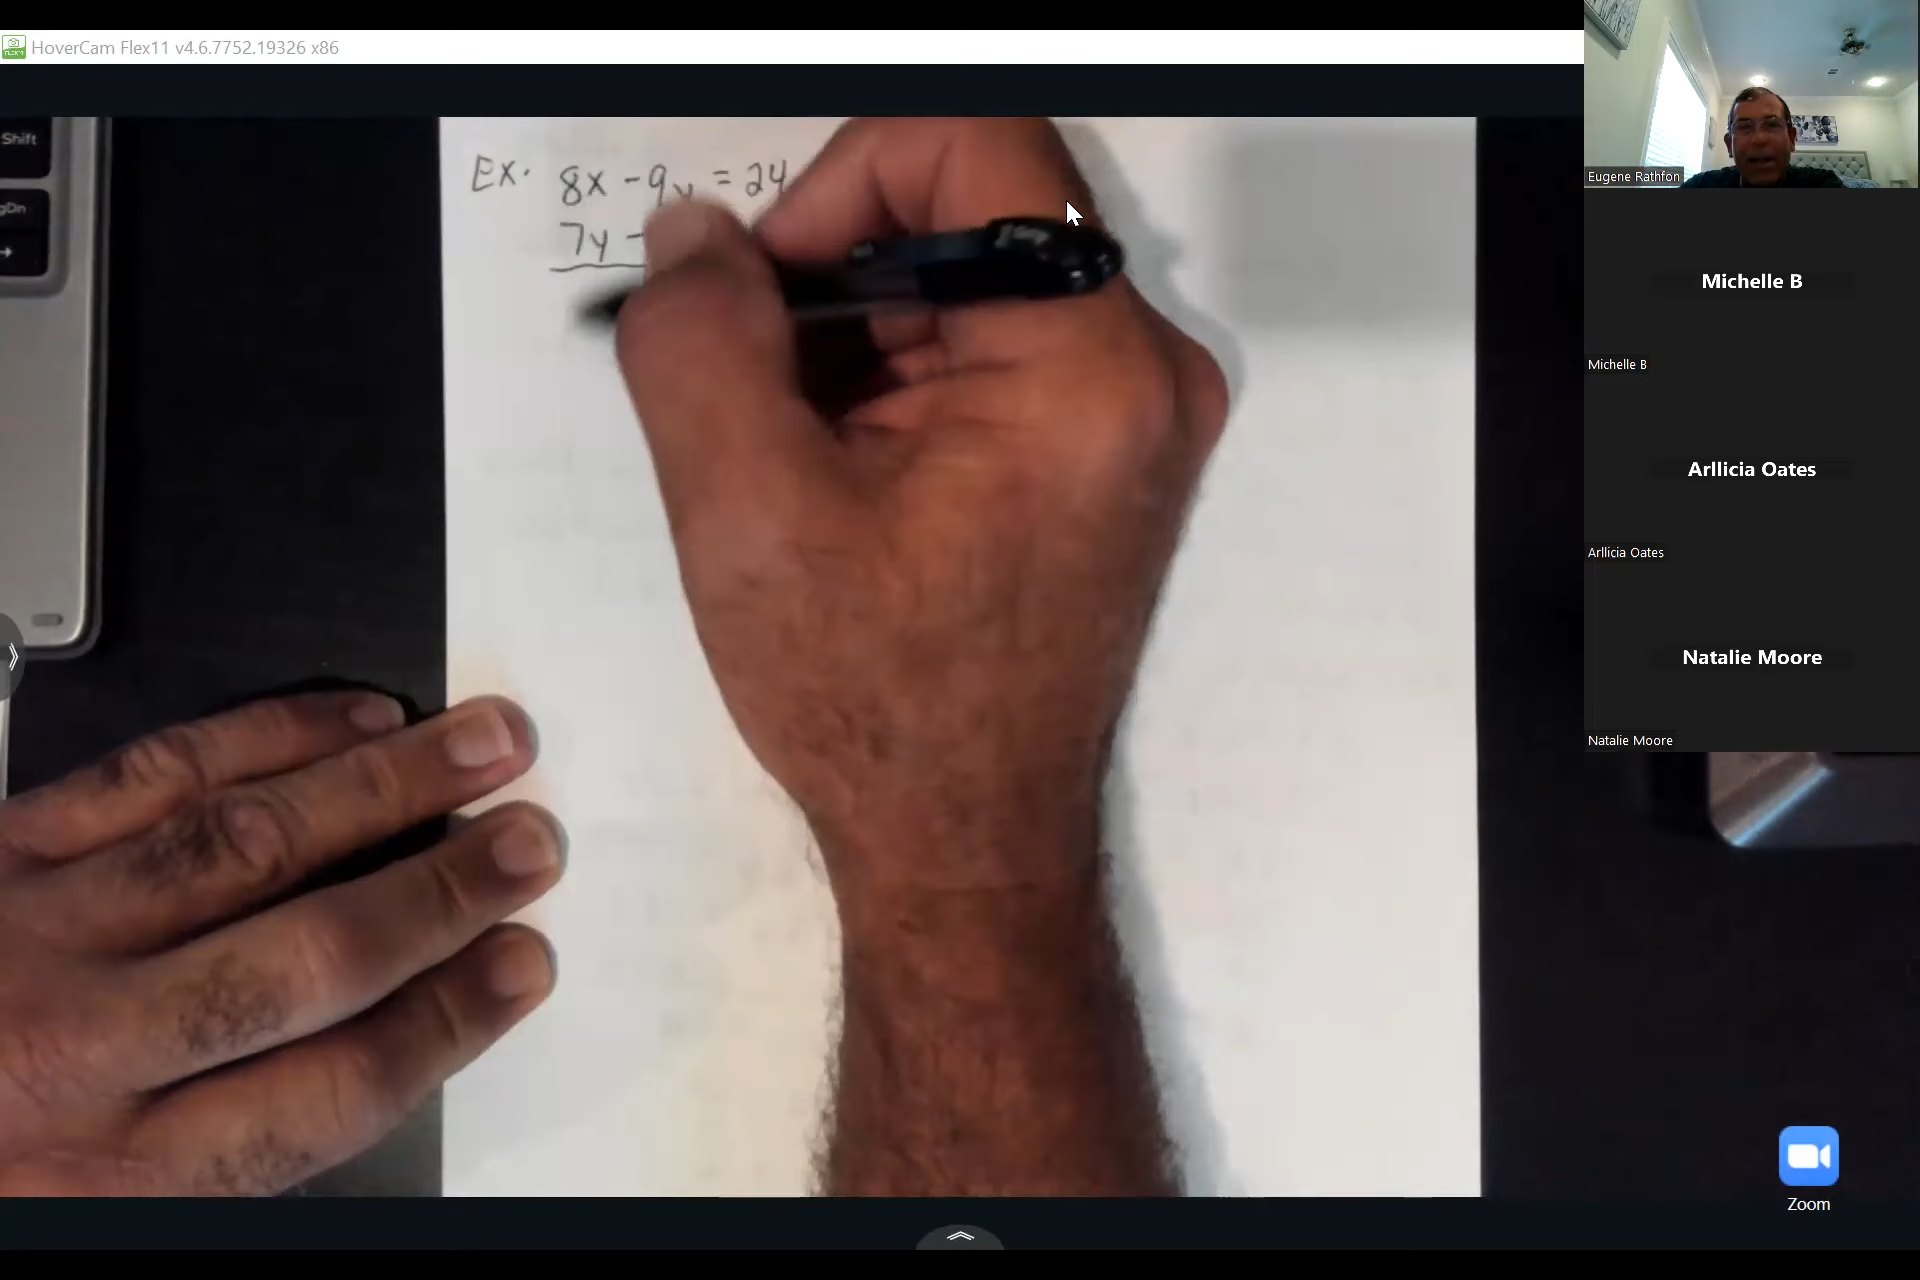 HoverCam Flex11 v4.6.7752.19326 x86
Shift
gDn
Ex. 8x - 9y = 24
7y -
Eugene Rathfon
Michelle B
Michelle B
Arllicia Oates
Arllicia Oates
Natalie Moore
Natalie Moore
Zoom